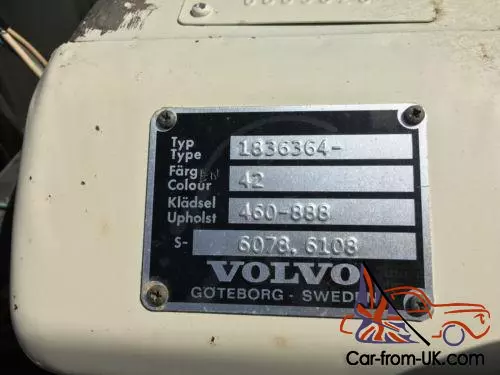 Typ
Type 1836364-
Färg
Colour 42
Klädsel
Upholst 460-888
S- 6078, 6108
VOLVO
GÖTEBORG - SWEDEN
Car-from-UK.com